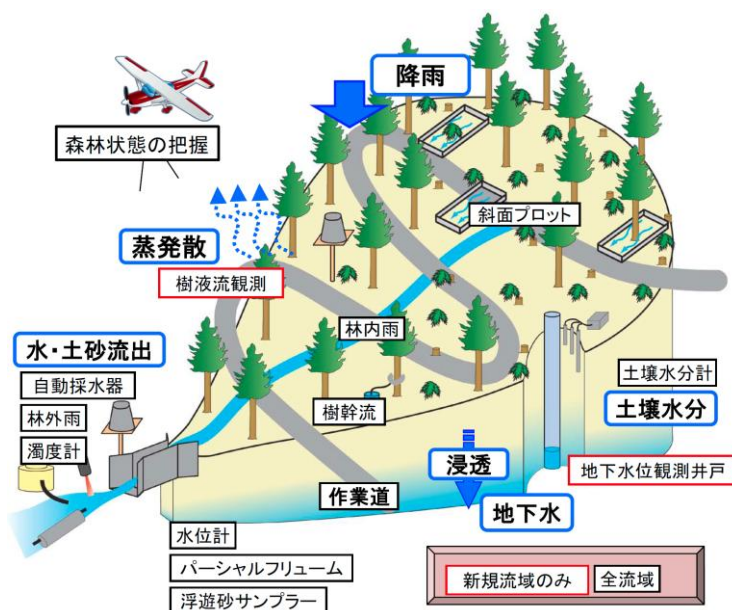 降雨
森林状態の把握
斜面プロット
蒸発散
樹液流観測
林内雨
水・土砂流出
自動採水器
林外雨
濁度計
樹幹流
土壌水分計
土壌水分
浸透
地下水位観測井戸
作業道
地下水
水位計
パーシャルフリューム
浮遊砂サンプラー
新規流域のみ
全流域